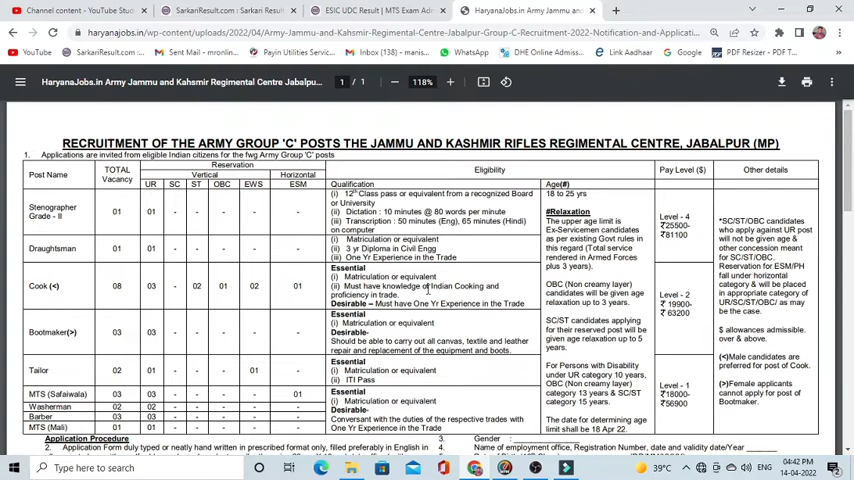 Channel content - YouTube Stud
SarkariResult.com : Sarkari Resul
ESIC UDC Result | MTS Exam Adm
HaryanaJobs.in Army Jammu and
haryanajobs.in/wp-content/uploads/2022/04/Army-Jammu-and-Kahsmir-Regimental-Centre-Jabalpur-Group-C-Recruitment-2022-Notification-and-Applicati...
YouTube
SarkariResult.com :...
Sent Mail - mronline...
Payin Utility Servic...
Inbox (138) - manis...
WhatsApp
DHE Online Admiss...
Link Aadhaar
Google
PDF Resizer
PDF_Metric
HaryanaJobs.in Army Jammu and Kahsmir Regimental Centre Jabalpu...
1 / 1
118%
RECRUITMENT OF THE ARMY GROUP 'C' POSTS THE JAMMU AND KASHMIR RIFLES REGIMENTAL CENTRE, JABALPUR (MP)
1. Applications are invited from eligible Indian citizens for the fwg Army Group 'C' posts
Post Name
TOTAL Vacancy
Reservation
Vertical
Horizontal
UR SC ST OBC EWS ESM
Eligibility
Qualification
Age(#)
Pay Level ($)
Other details
Stenographer Grade - II 01 01 - - - - -
(i) 12th Class pass or equivalent from a recognized Board
or University
(ii) Dictation : 10 minutes @ 80 words per minute
(iii) Transcription : 50 minutes (Eng), 65 minutes (Hindi)
on computer
Draughtsman 01 01 - - - - -
(i) Matriculation or equivalent
(ii) 3 yr Diploma in Civil Engg
(iii) One Yr Experience in the Trade
Cook (<) 08 03 - 02 01 02 01
Essential
(i) Matriculation or equivalent
(ii) Must have knowledge of Indian Cooking and
proficiency in trade.
Desirable – Must have One Yr Experience in the Trade
Bootmaker(>) 03 03 - - - - -
Essential
(i) Matriculation or equivalent
Desirable-
Should be able to carry out all canvas, textile and leather
repair and replacement of the equipment and boots.
Tailor 02 01 - - - 01 -
Essential
(i) Matriculation or equivalent
(ii) ITI Pass
MTS (Safaiwala) 03 03 - - - - 01
Washerman 02 02 - - - - -
Barber 03 03 - - - - -
MTS (Mali) 01 01 - - - - -
Essential
(i) Matriculation or equivalent
Desirable:
Conversant with the duties of the respective trades with
One Yr Experience in the Trade
18 to 25 yrs
#Relaxation
The upper age limit is
Ex-Servicemen candidates
as per existing Govt rules in
this regard (Total service
rendered in Armed Forces
plus 3 years).
OBC (Non creamy layer)
candidates will be given age
relaxation up to 3 years.
SC/ST candidates applying
for their reserved post will be
given age relaxation up to 5
years.
For Persons with Disability
under UR category 10 years,
OBC (Non creamy layer)
category 13 years & SC/ST
category 15 years.
The date for determining age
limit shall be 18 Apr 22.
Level - 4
₹25500-
₹81100
Level - 2
₹ 19900-
₹ 63200
Level - 1
₹18000-
₹56900
*SC/ST/OBC candidates
who apply against UR post
will not be given age and
other concession meant
for SC/ST/OBC.
Reservation for ESM/PH
fall under horizontal
category & will be placed
in appropriate category of
UR/SC/ST/OBC/ as may
be the case.
$ allowances admissible.
over & above.
(<)Male candidates are
preferred for post of Cook.
(>)Female applicants
cannot apply for post of
Bootmaker.
Application Procedure
2. Application Form duly typed or neatly hand written in prescribed format only, filled preferably in English in
3. Gender :
4. Name of employment office, Registration Number, date and validity date/Year
Type here to search
39°C
ENG
04:42 PM
14-04-2022